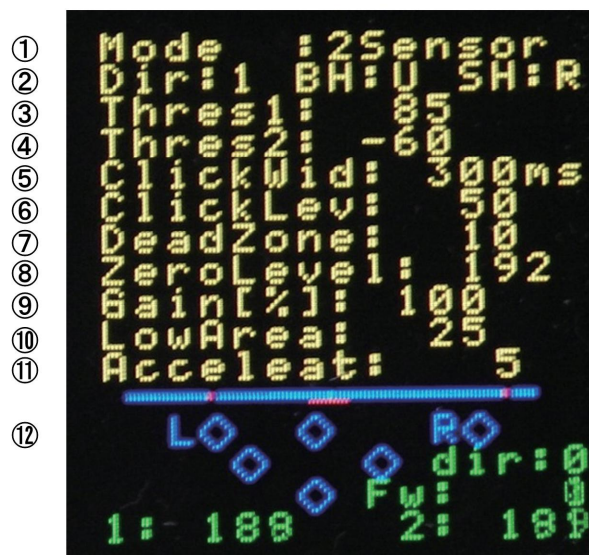 ① Mode :2Sensor
② Dir:1 BH:U SH:R
③ Thres1: 85
④ Thres2: -60
⑤ ClickWid: 300ms
⑥ ClickLev: 50
⑦ DeadZone: 10
⑧ ZeroLevel: 192
⑨ Gain[%]: 100
⑩ LowArea: 25
⑪ Acceleat: 5
⑫ L R
dir:0
Fw: 0
1: 188 2: